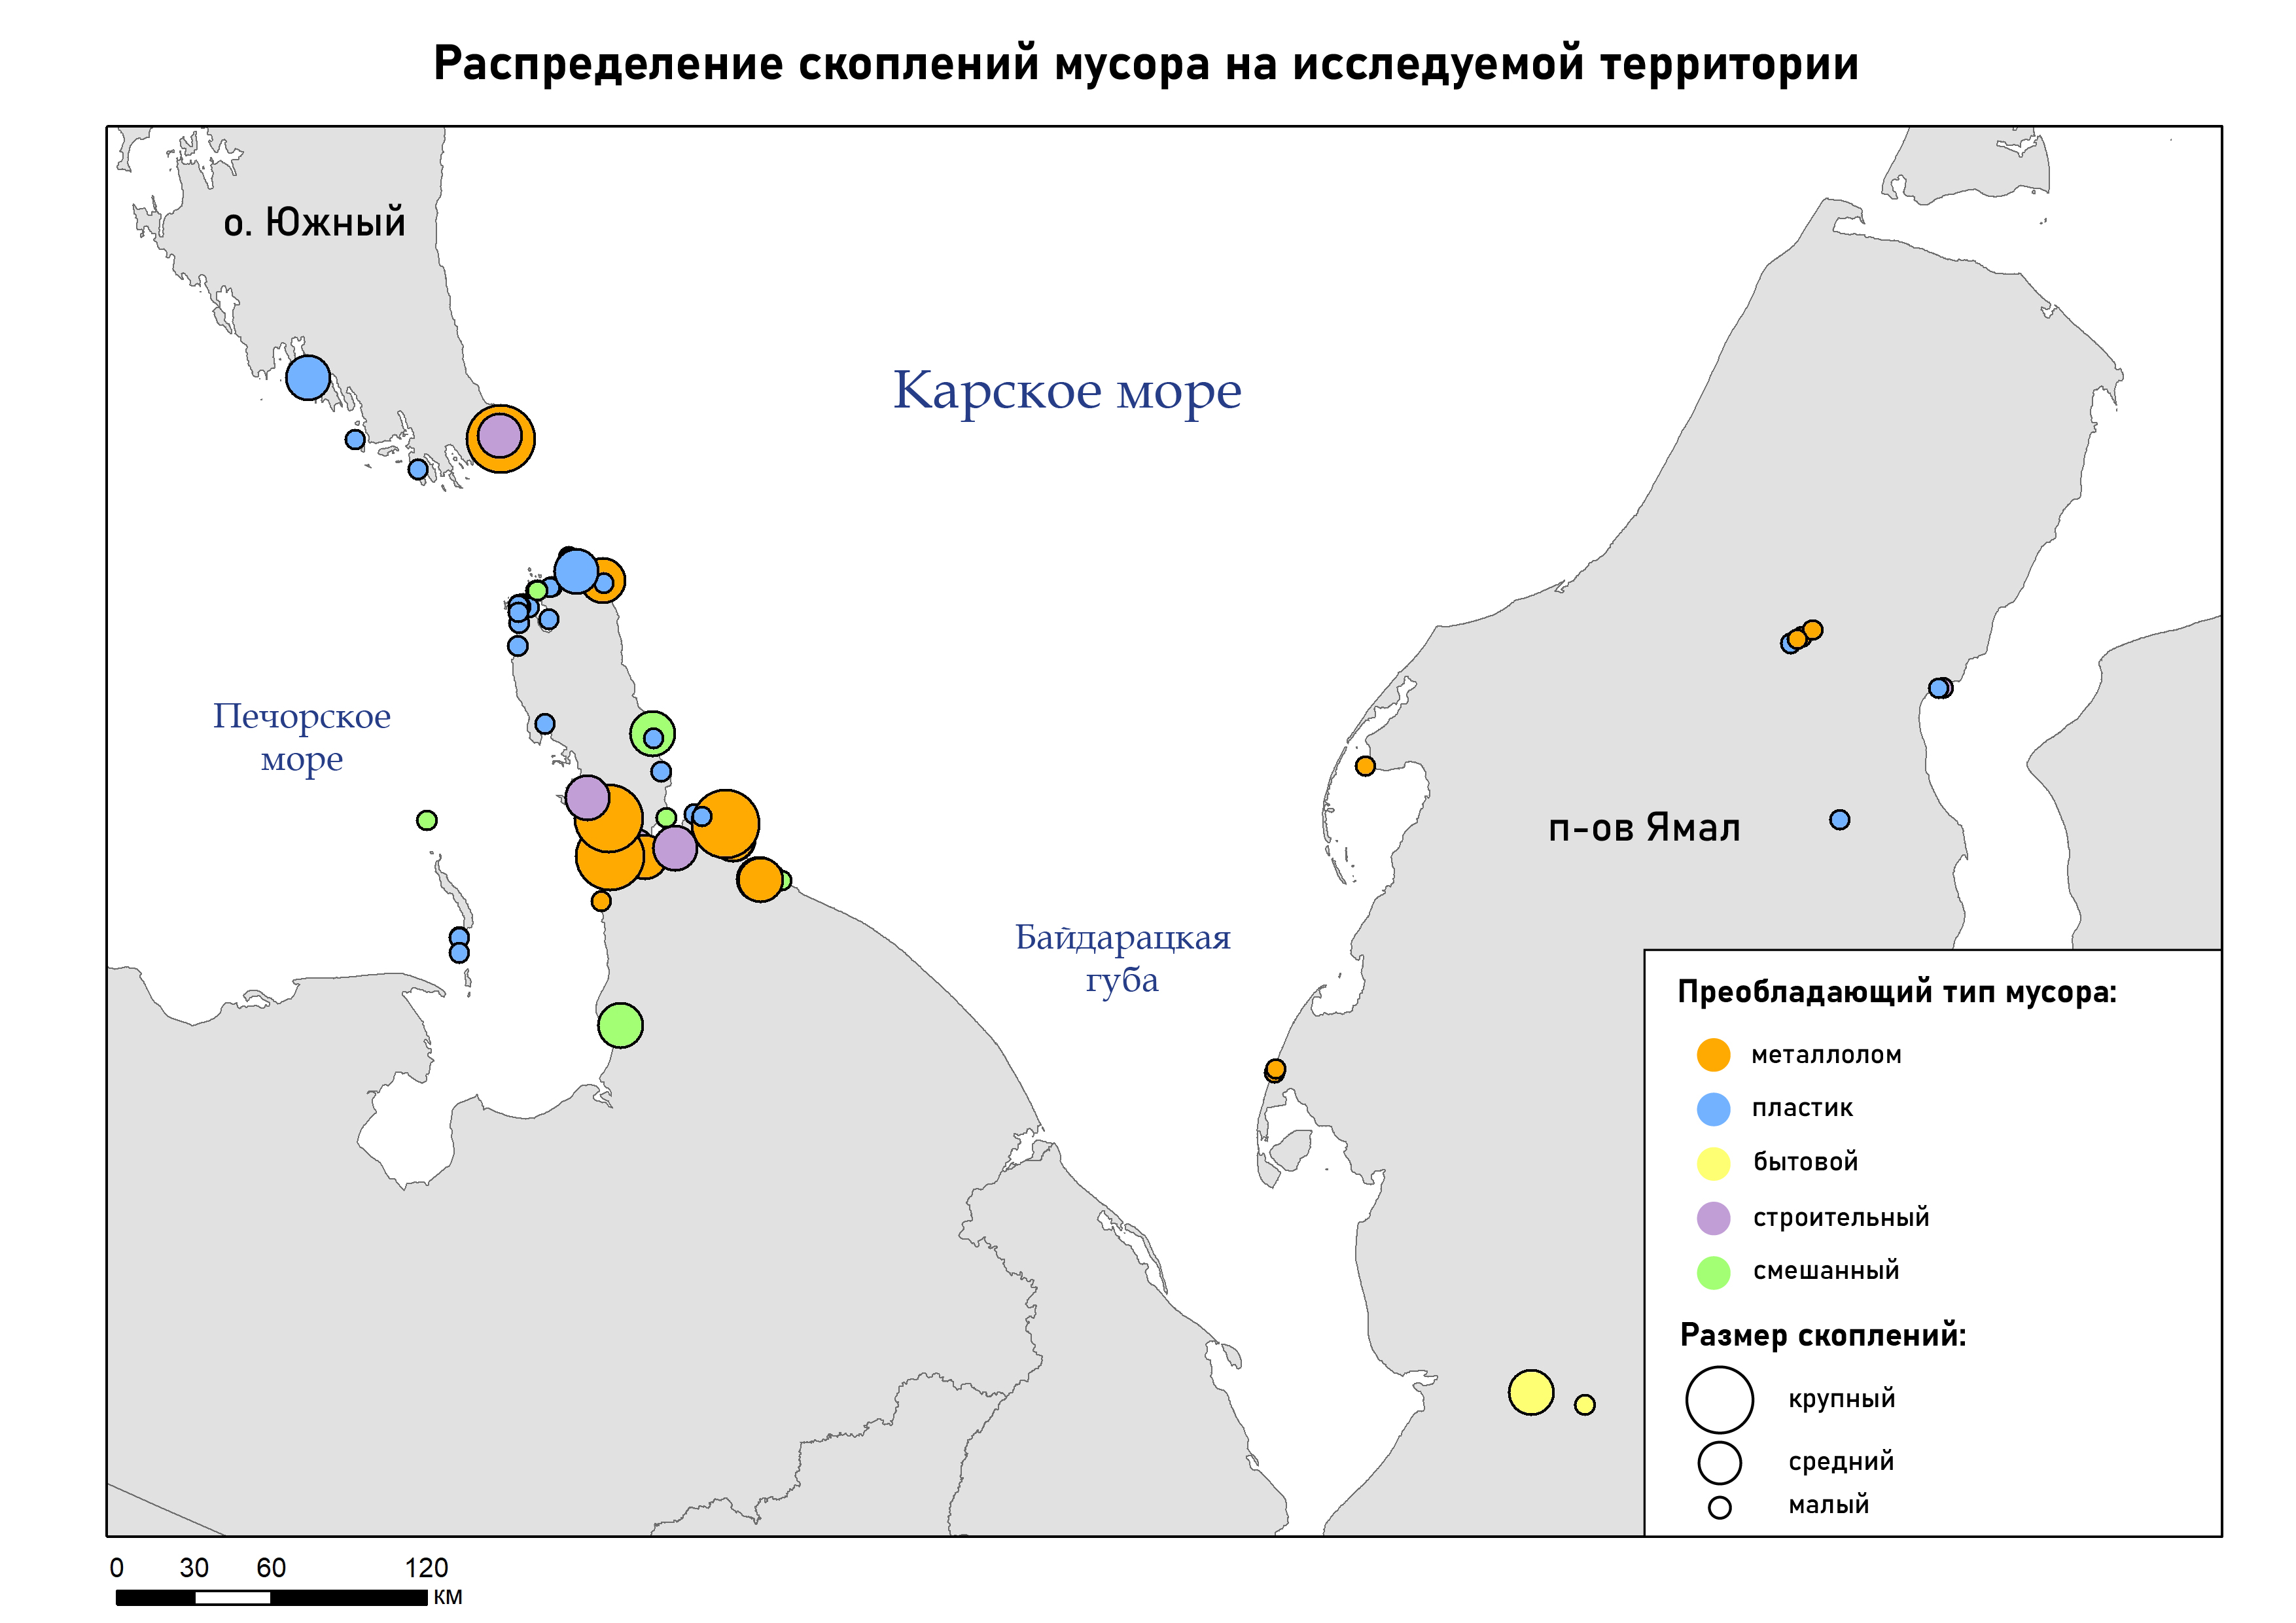 Распределение скоплений мусора на исследуемой территории
о. Южный
Карское море
Печорское
море
п-ов Ямал
Байдарацкая
губа
Преобладающий тип мусора:
металлолом
пластик
бытовой
строительный
смешанный
Размер скоплений:
крупный
средний
малый
0 30 60 120
км